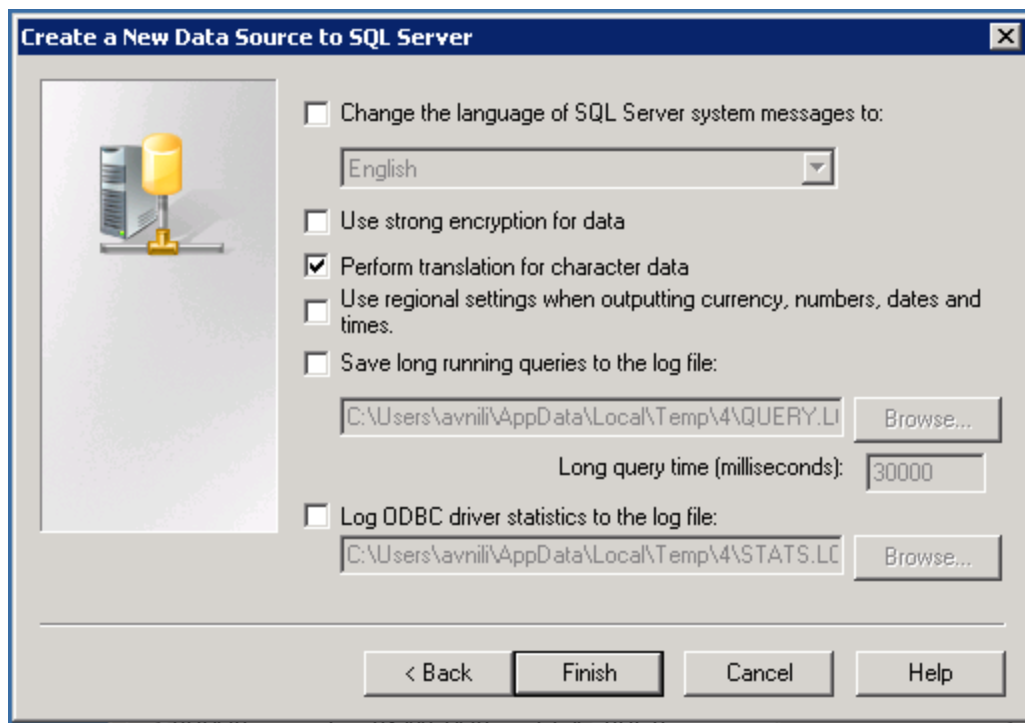 Create a New Data Source to SQL Server
Change the language of SQL Server system messages to:
English
Use strong encryption for data
Perform translation for character data
Use regional settings when outputting currency, numbers, dates and
times.
Save long running queries to the log file:
C:\Users\avnili\AppData\Local\Temp\4\QUERY.L
Browse...
Long query time (milliseconds):
30000
Log ODBC driver statistics to the log file:
C:\Users\avnili\AppData\Local\Temp\4\STATS.L
Browse...
< Back
Finish
Cancel
Help